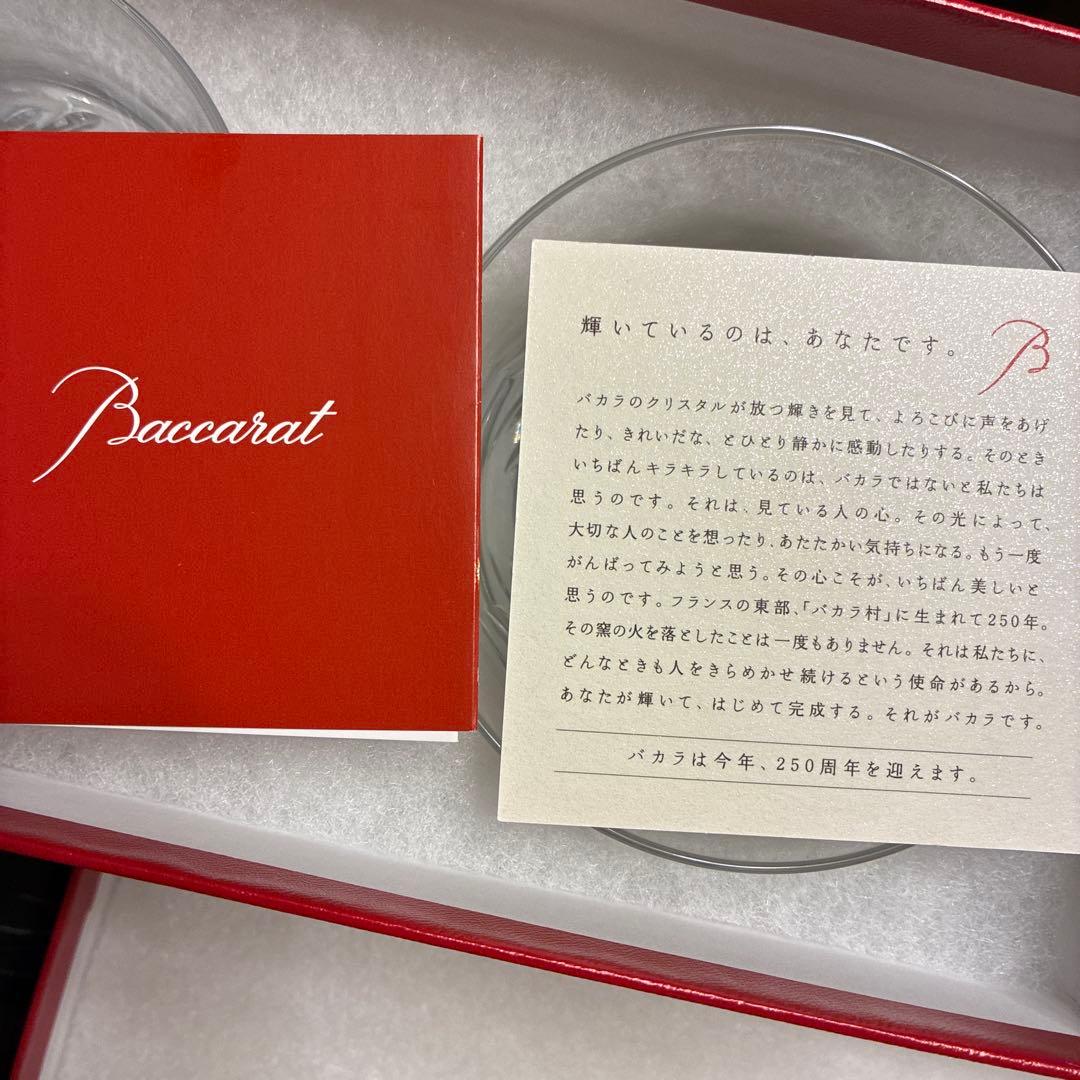 Baccarat
輝いているのは、あなたです。
B
バカラのクリスタルが放つ輝きを見て、よろこびに声をあげ
たり、きれいだな、とひとり静かに感動したりする。そのとき
いちばんキラキラしているのは、バカラではないと私たちは
思うのです。それは、見ている人の心。その光によって、
大切な人のことを想ったり、あたたかい気持ちになる。もう一度
がんばってみようと思う。その心こそが、いちばん美しいと
思うのです。フランスの東部、「バカラ村」に生まれて250年。
その窯の火を落としたことは一度もありません。それは私たちに、
どんなときも人をきらめかせ続けるという使命があるから。
あなたが輝いて、はじめて完成する。それがバカラです。
バカラは今年、250周年を迎えます。